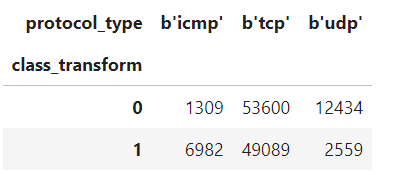 protocol_type b'icmp' b'tcp' b'udp'
class_transform
0 1309 53600 12434
1 6982 49089 2559